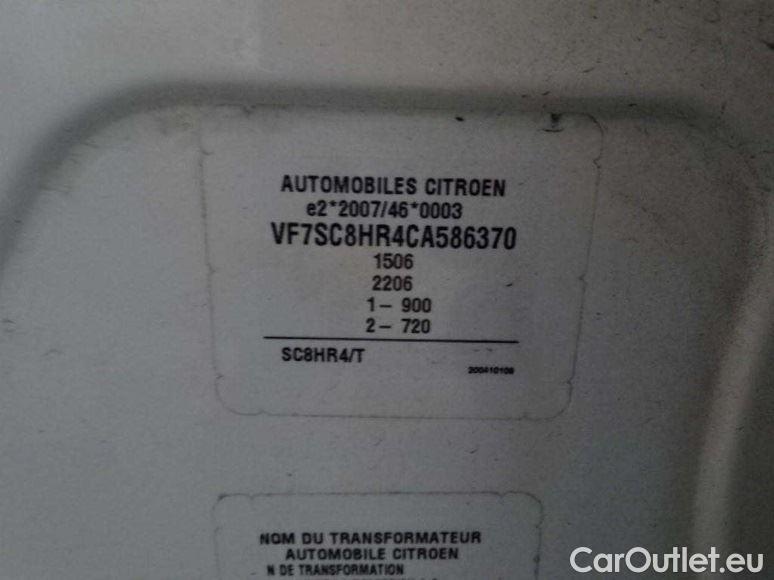 AUTOMOBILES CITROEN
e2*2007/46*0003
VF7SC8HR4CA586370
1506
2206
1- 900
2- 720
SC8HR4/T
200410109
NOM DU TRANSFORMATEUR
AUTOMOBILE CITROEN
N DE TRANSFORMATION
CarOutlet.eu